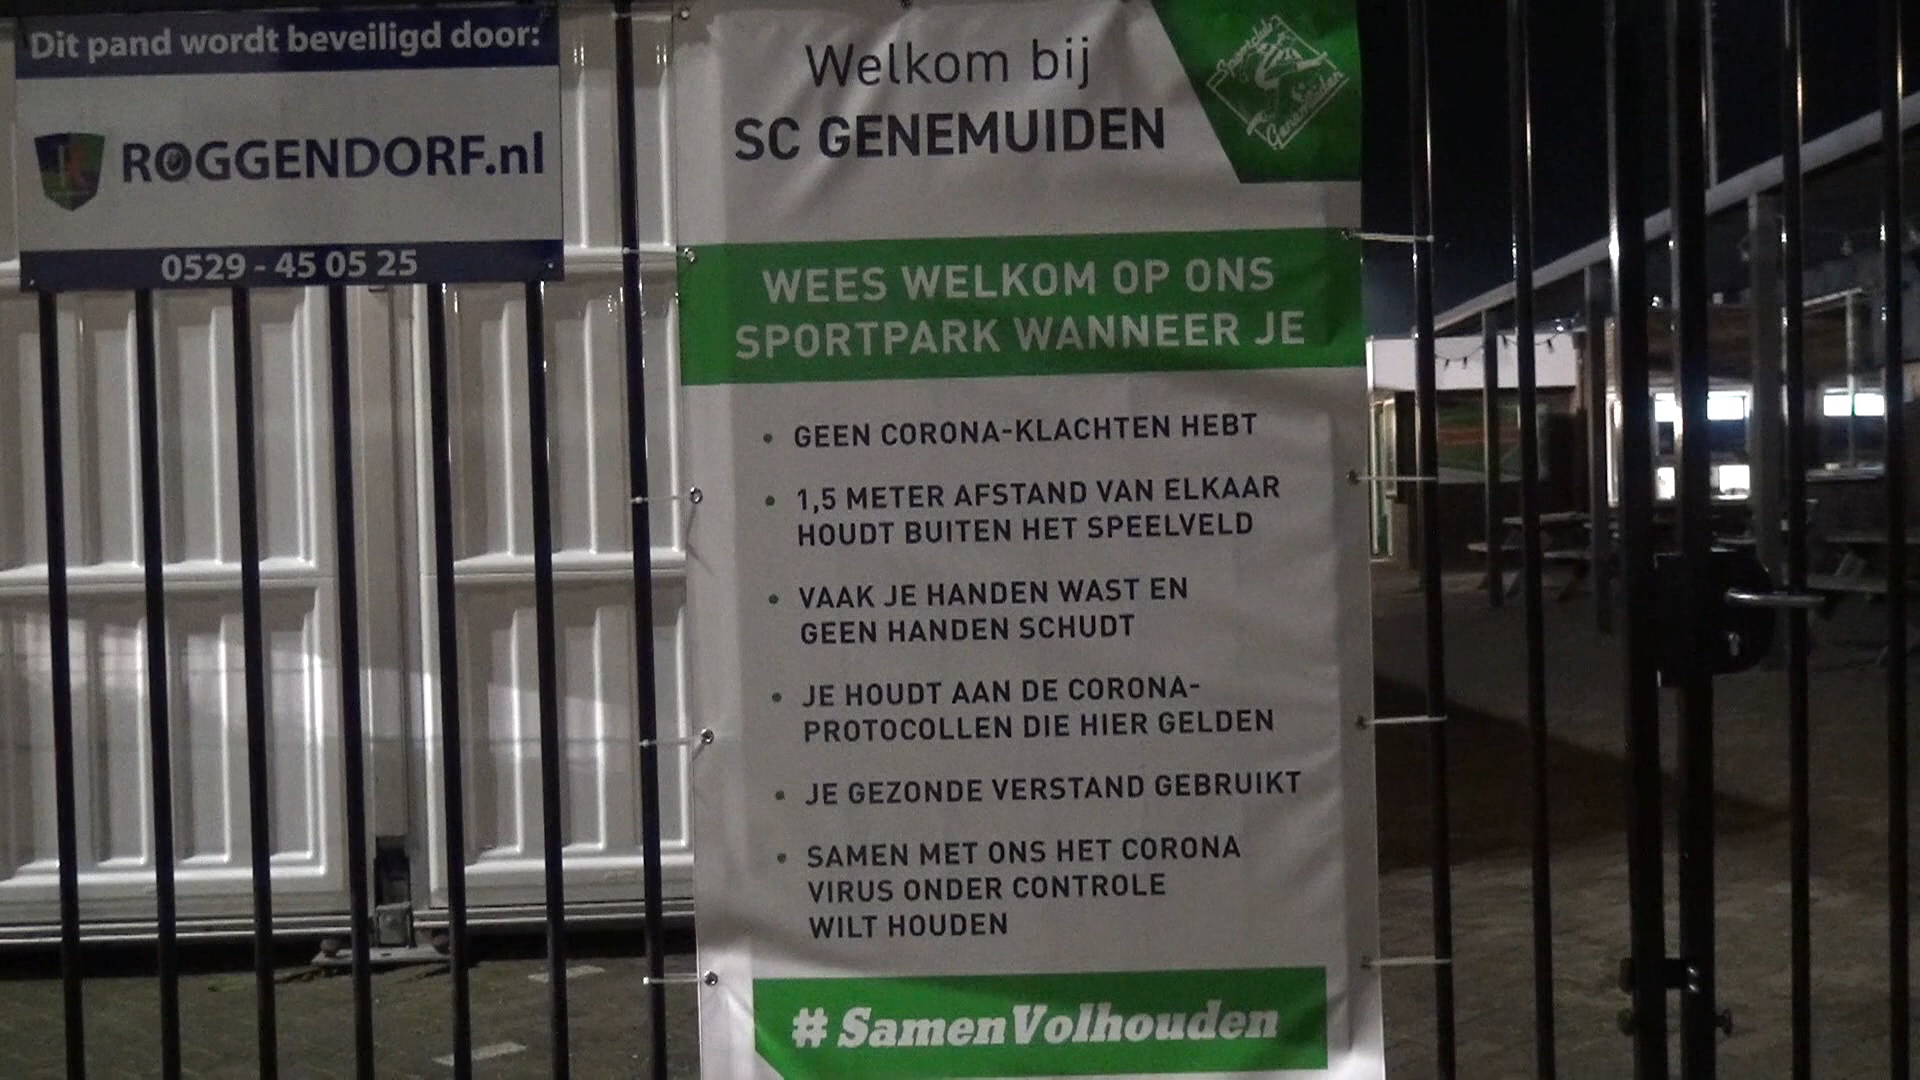 Dit pand wordt beveiligd door:
ROGGENDORF.nl
0529 - 45 05 25
Welkom bij
SC GENEMUIDEN
Sportclub
Genemuiden
WEES WELKOM OP ONS
SPORTPARK WANNEER JE
• GEEN CORONA-KLACHTEN HEBT
• 1,5 METER AFSTAND VAN ELKAAR
HOUDT BUITEN HET SPEELVELD
• VAAK JE HANDEN WAST EN
GEEN HANDEN SCHUDT
• JE HOUDT AAN DE CORONA-
PROTOCOLLEN DIE HIER GELDEN
• JE GEZONDE VERSTAND GEBRUIKT
• SAMEN MET ONS HET CORONA
VIRUS ONDER CONTROLE
WILT HOUDEN
# SamenVolhouden